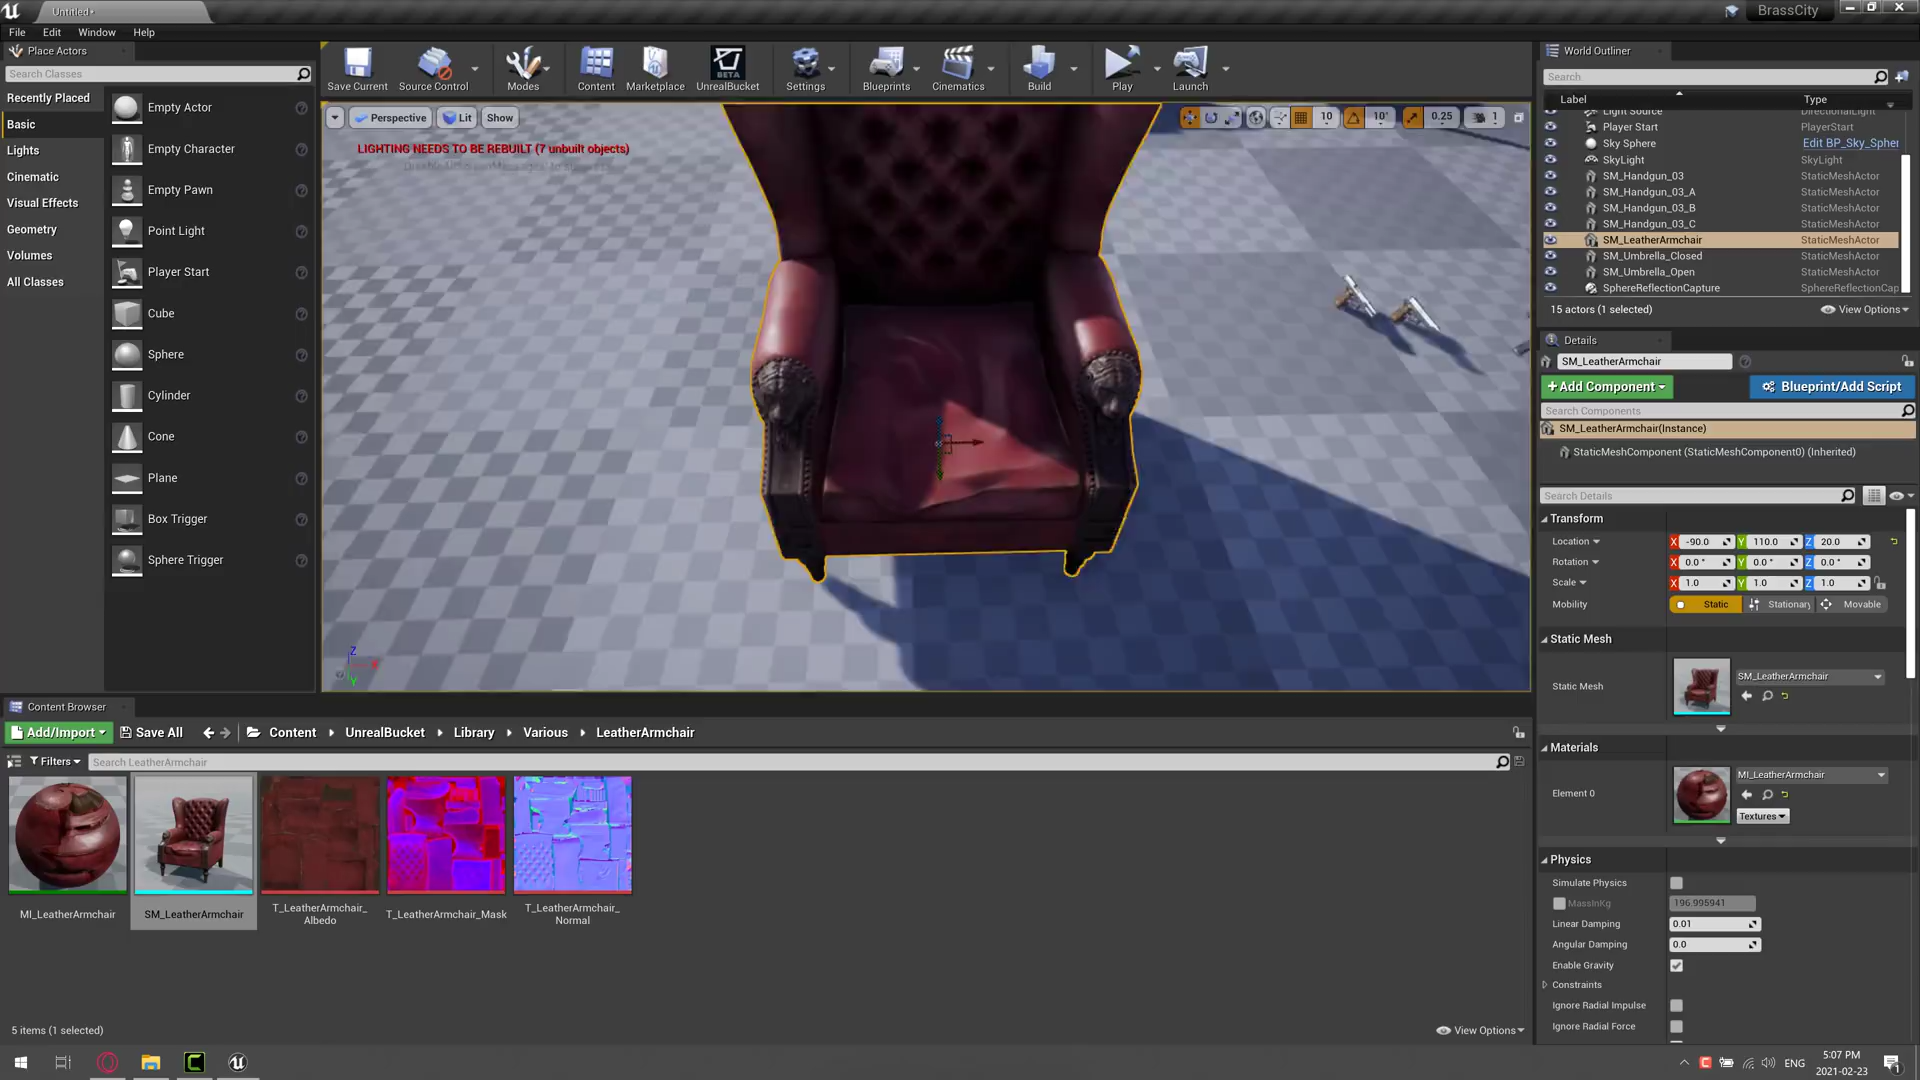 Untitled•
BrassCity
File Edit Window Help
Place Actors
Search Classes
Recently Placed
Basic
Lights
Cinematic
Visual Effects
Geometry
Volumes
All Classes
Empty Actor
Empty Character
Empty Pawn
Point Light
Player Start
Cube
Sphere
Cylinder
Cone
Plane
Box Trigger
Sphere Trigger
Save Current
Source Control
Modes
Content
Marketplace
BETA
UnrealBucket
Settings
Blueprints
Cinematics
Build
Play
Launch
Perspective Lit Show
10 10° 0.25 1
LIGHTING NEEDS TO BE REBUILT (7 unbuilt objects)
Z
X
Y
World Outliner
Search
Label Type
Light Source DirectionalLight
Player Start PlayerStart
Sky Sphere Edit BP_Sky_Spher
SkyLight SkyLight
SM_Handgun_03 StaticMeshActor
SM_Handgun_03_A StaticMeshActor
SM_Handgun_03_B StaticMeshActor
SM_Handgun_03_C StaticMeshActor
SM_LeatherArmchair StaticMeshActor
SM_Umbrella_Closed StaticMeshActor
SM_Umbrella_Open StaticMeshActor
SphereReflectionCapture SphereReflectionCap
15 actors (1 selected) View Options
Details
SM_LeatherArmchair
+Add Component Blueprint/Add Script
Search Components
SM_LeatherArmchair(Instance)
StaticMeshComponent (StaticMeshComponent0) (Inherited)
Search Details
Transform
Location X -90.0 Y 110.0 Z 20.0
Rotation X 0.0 ° Y 0.0 ° Z 0.0 °
Scale X 1.0 Y 1.0 Z 1.0
Mobility Static Stationary Movable
Static Mesh
Static Mesh SM_LeatherArmchair
Materials
Element 0 MI_LeatherArmchair
Textures
Physics
Simulate Physics
MassInKg 196.995941
Linear Damping 0.01
Angular Damping 0.0
Enable Gravity
Constraints
Ignore Radial Impulse
Ignore Radial Force
Content Browser
Add/Import Save All Content UnrealBucket Library Various LeatherArmchair
Filters Search LeatherArmchair
MI_LeatherArmchair
SM_LeatherArmchair
T_LeatherArmchair_
Albedo
T_LeatherArmchair_Mask
T_LeatherArmchair_
Normal
5 items (1 selected) View Options
ENG
5:07 PM
2021-02-23
1